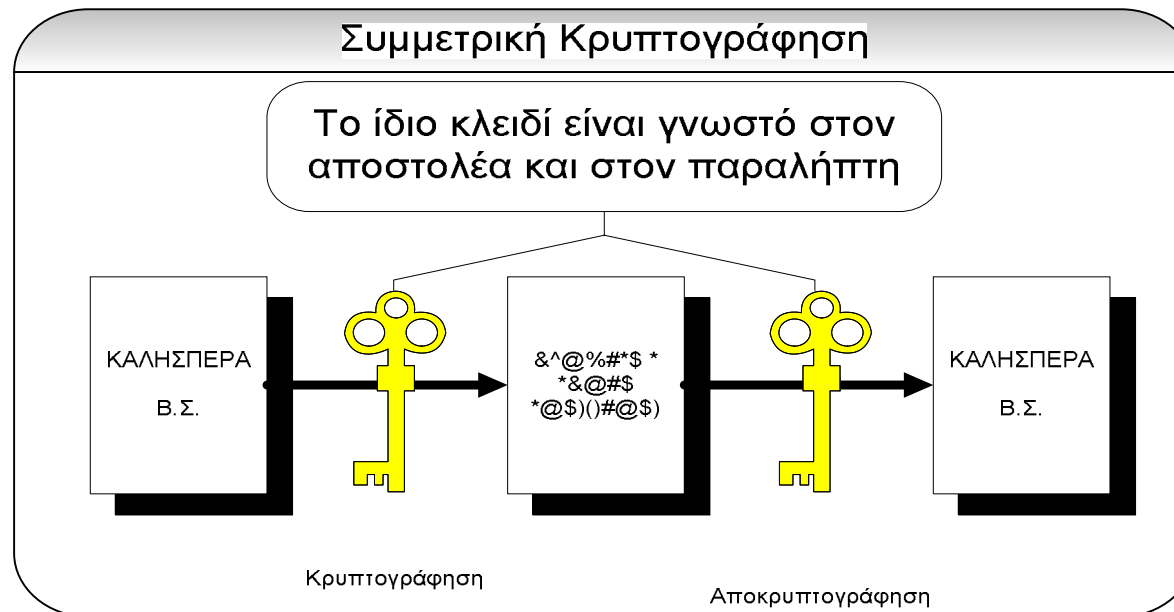 Συμμετρική Κρυπτογράφηση
Το ίδιο κλειδί είναι γνωστό στον
αποστολέα και στον παραλήπτη
ΚΑΛΗΣΠΕΡΑ
Β.Σ.
&^@%#*$ *
*&@#$
*@$)()#@$)
ΚΑΛΗΣΠΕΡΑ
Β.Σ.
Κρυπτογράφηση
Αποκρυπτογράφηση